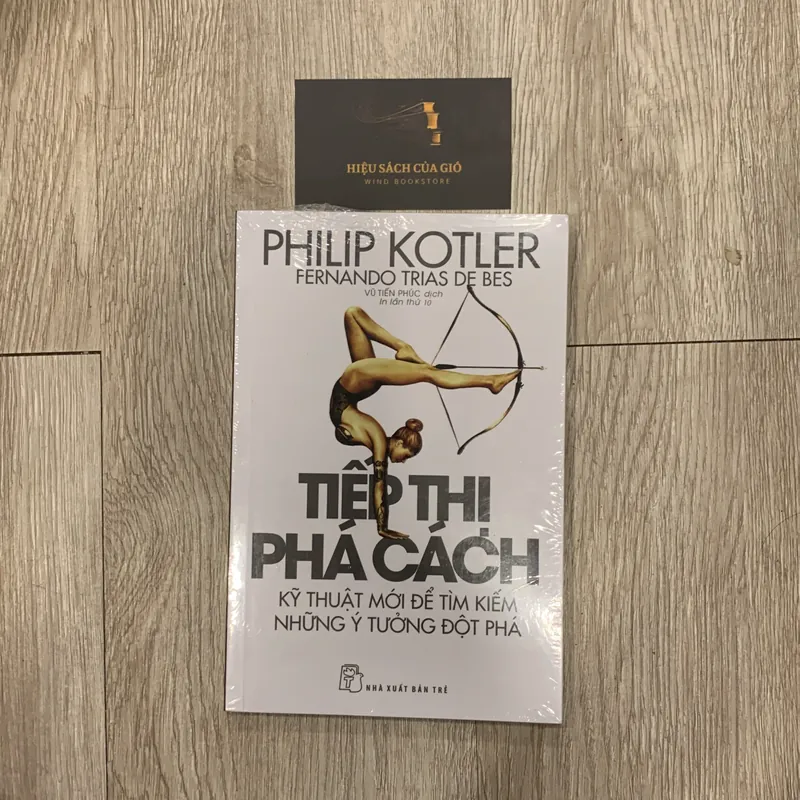 HIỆU SÁCH CỦA GIÓ
WIND BOOKSTORE
PHILIP KOTLER
FERNANDO TRIAS DE BES
VŨ TIẾN PHÚC dịch
In lần thứ 10
TIẾP THỊ
PHÁ CÁCH
KỸ THUẬT MỚI ĐỂ TÌM KIẾM
NHỮNG Ý TƯỞNG ĐỘT PHÁ
NHÀ XUẤT BẢN TRẺ